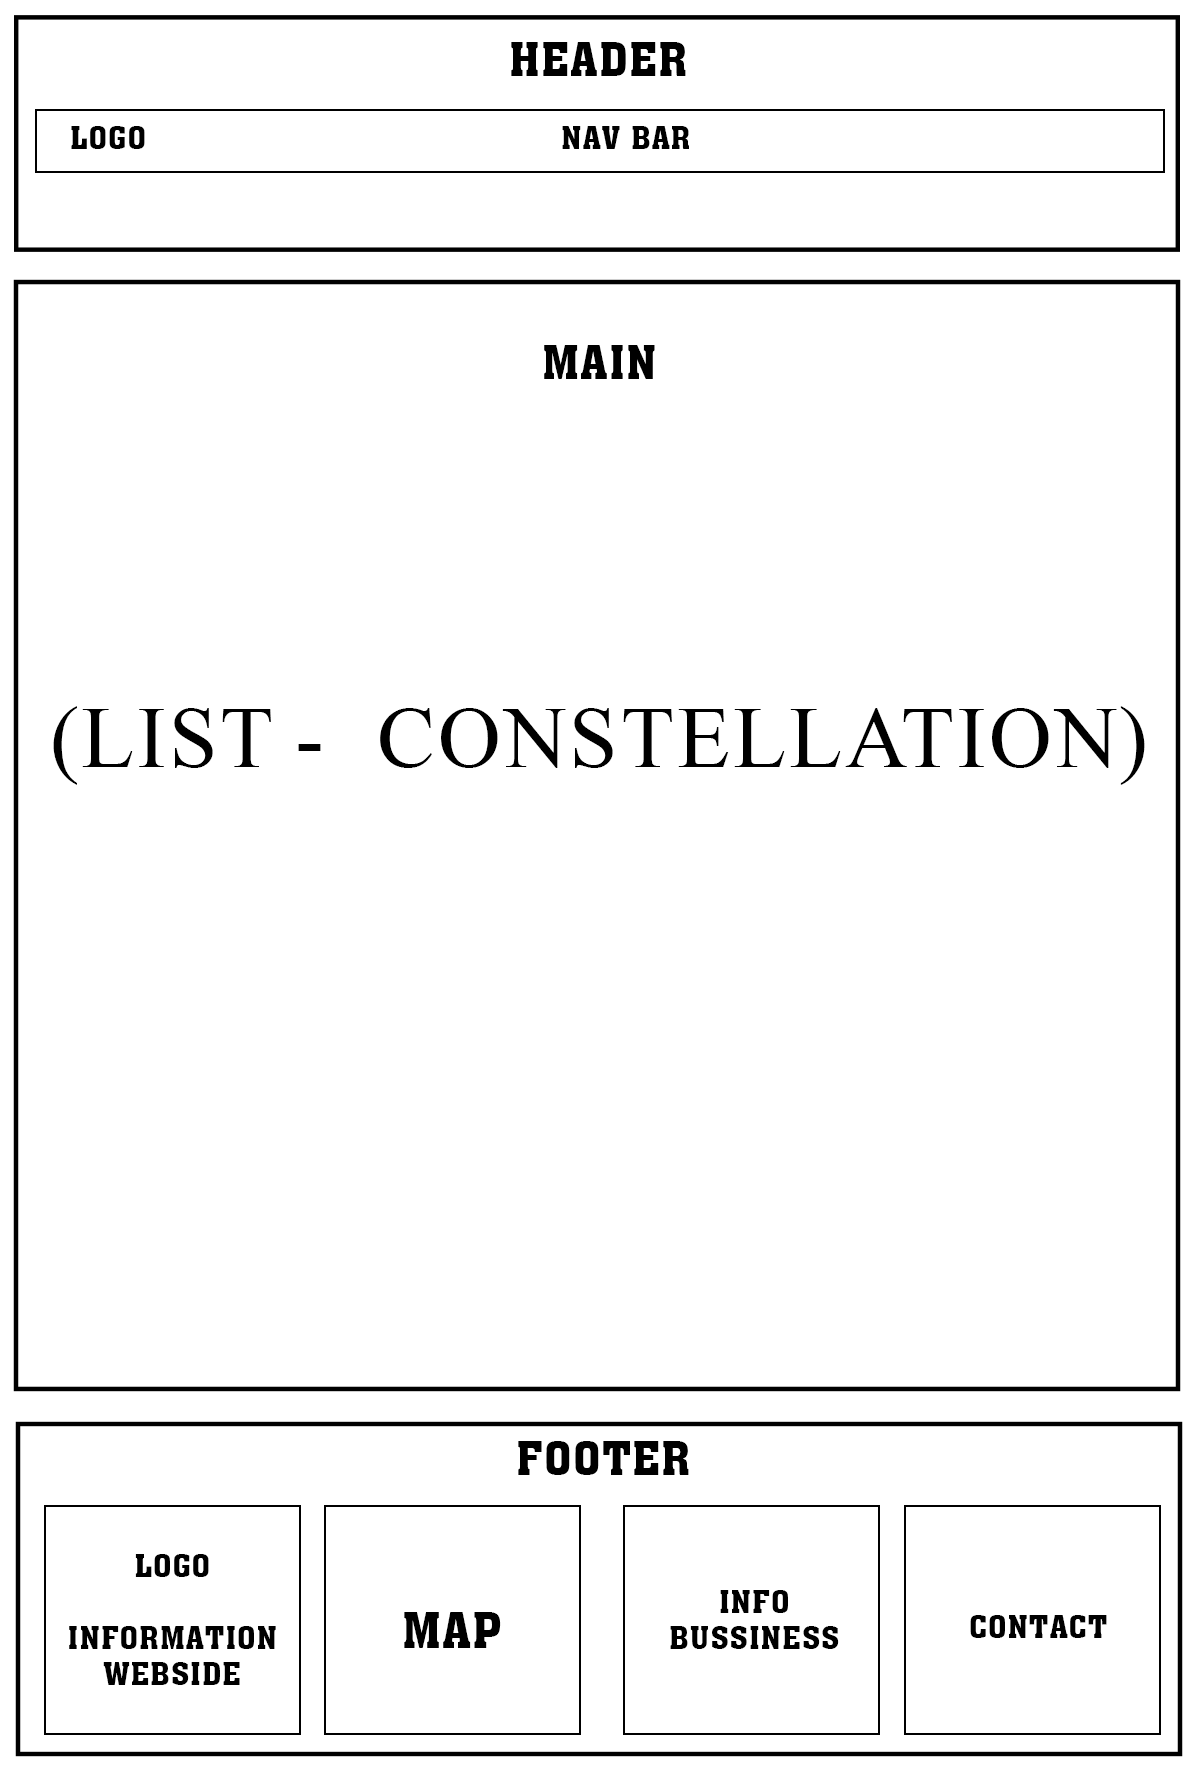 HEADER
LOGO
NAV BAR
MAIN
(LIST - CONSTELLATION)
FOOTER
LOGO
INFORMATION
WEBSIDE
MAP
INFO
BUSSINESS
CONTACT